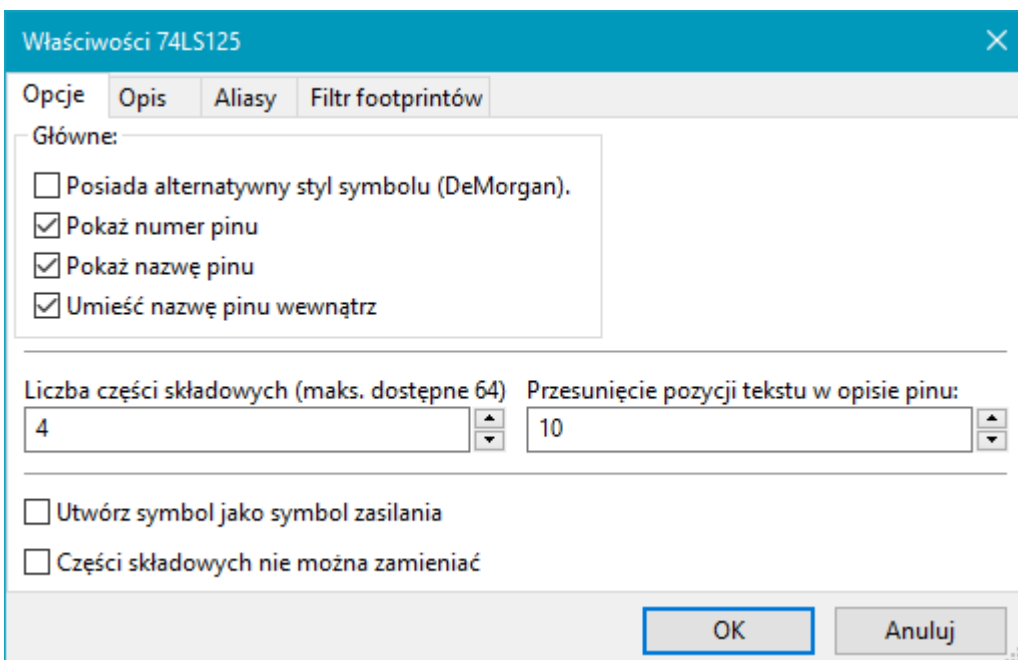 Właściwości 74LS125
Opcje Opis Aliasy Filtr footprintów
Główne:
Posiada alternatywny styl symbolu (DeMorgan).
Pokaż numer pinu
Pokaż nazwę pinu
Umieść nazwę pinu wewnątrz
Liczba części składowych (maks. dostępne 64) Przesunięcie pozycji tekstu w opisie pinu:
4 10
Utwórz symbol jako symbol zasilania
Części składowych nie można zamieniać
OK Anuluj